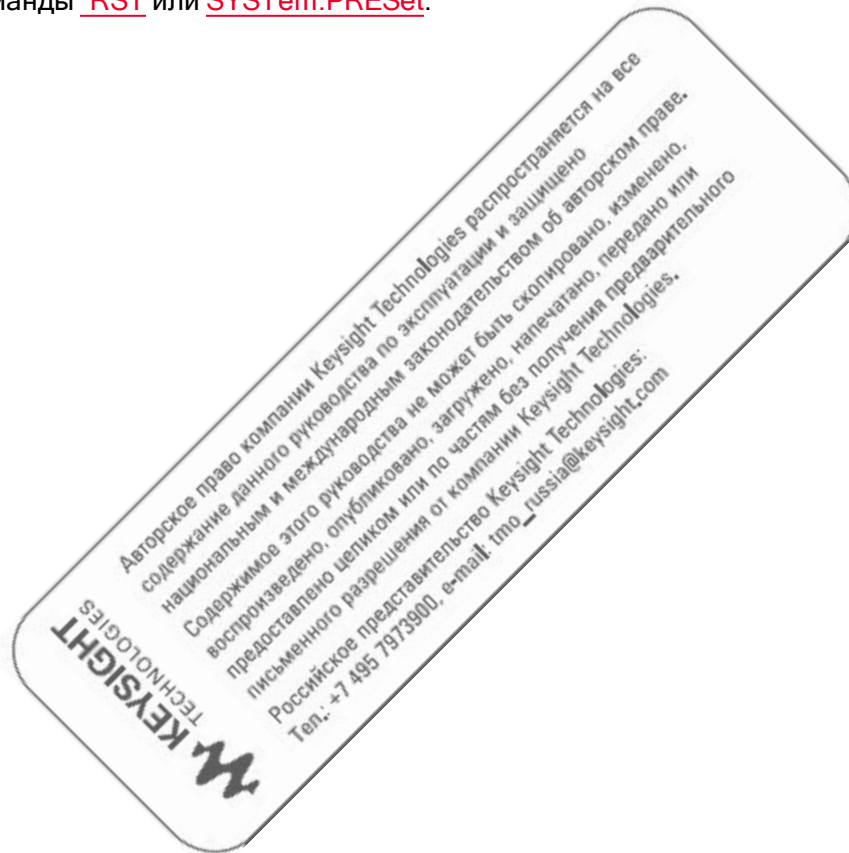 или SYSTem:PRESet.
KEYSIGHT
TECHNOLOGIES
Авторское право компании Keysight Technologies распространяется на все
содержание данного руководства по эксплуатации и защищено
национальным и международным законодательством об авторском праве.
Содержимое этого руководства не может быть скопировано, изменено,
воспроизведено, опубликовано, загружено, напечатано, передано или
предоставлено целиком или по частям без получения предварительного
письменного разрешения от компании Keysight Technologies.
Российское представительство Keysight Technologies:
Тел.: +7 495 7973900, e-mail: tmo_russia@keysight.com